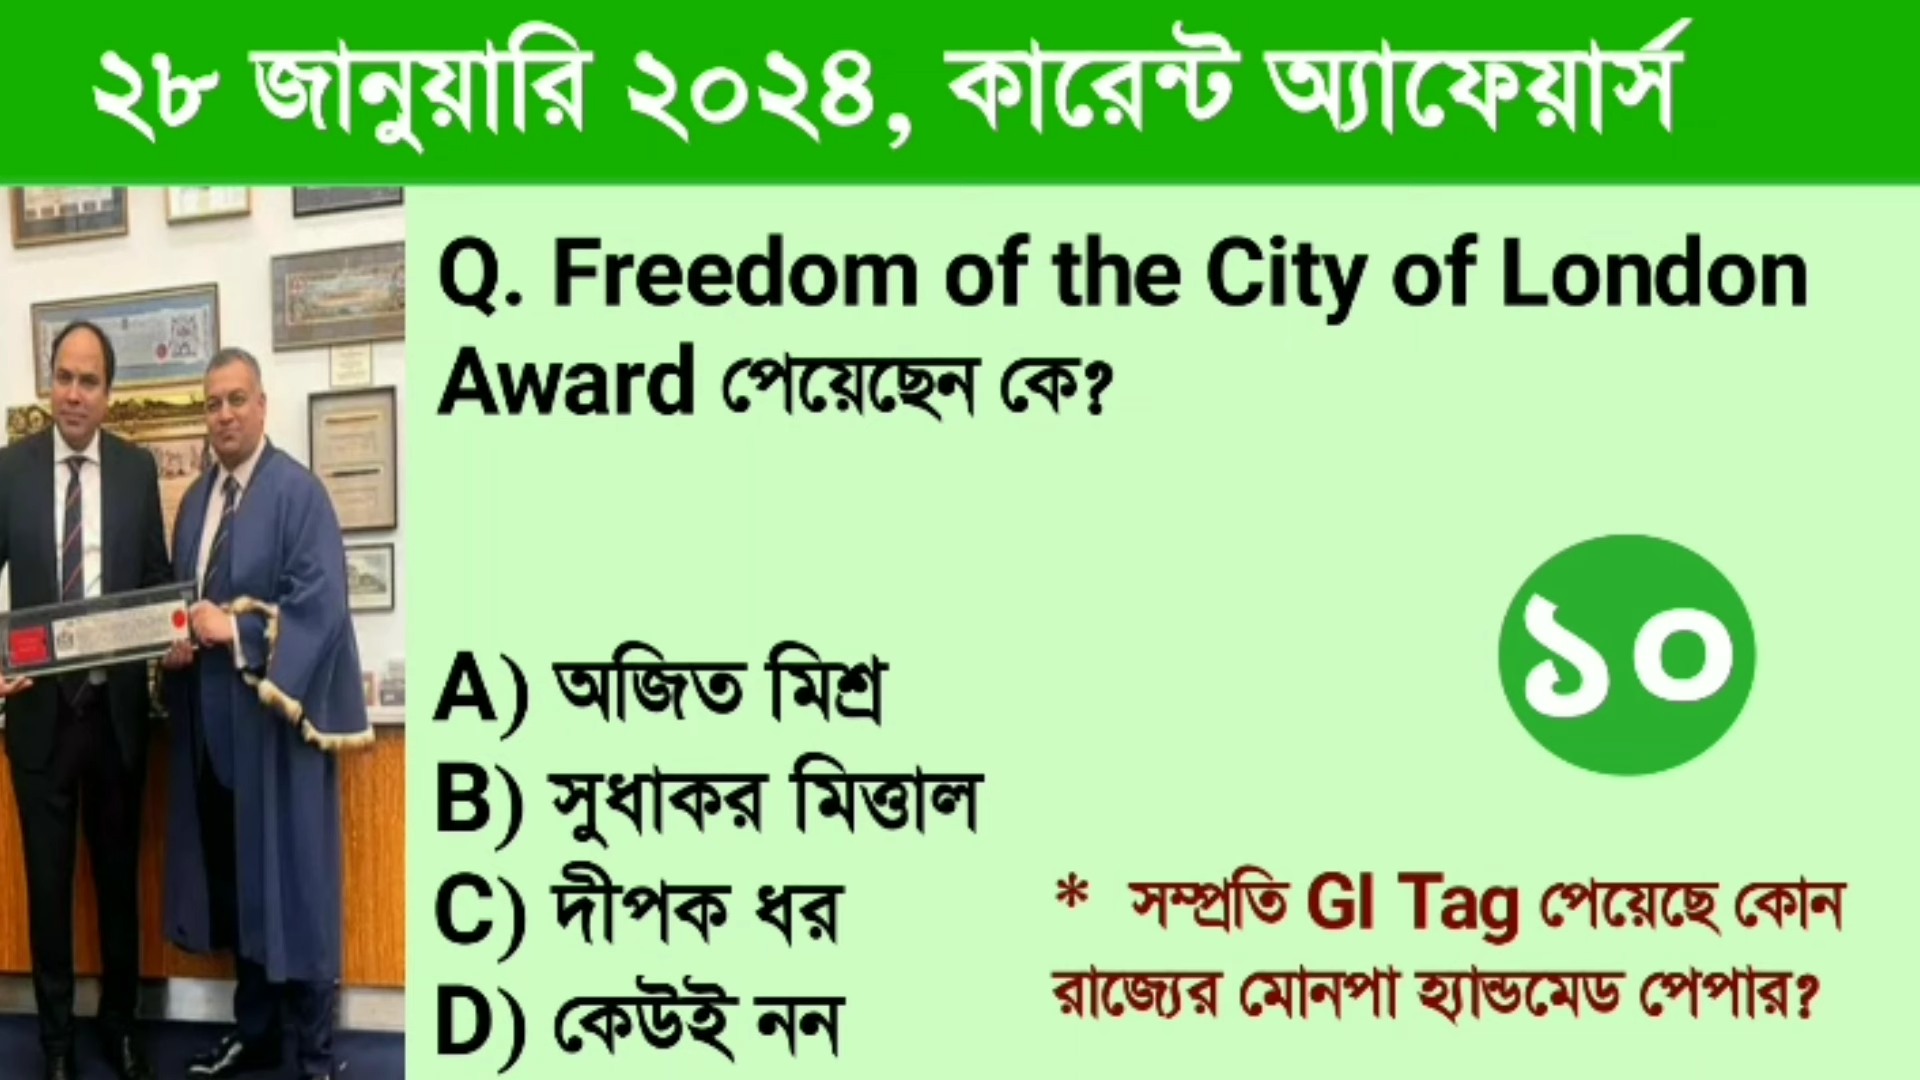 ২৮ জানুয়ারি ২০২৪, কারেন্ট অ্যাফেয়ার্স
Q. Freedom of the City of London
Award পেয়েছেন কে?
১০
A) অজিত মিশ্র
B) সুধাকর মিত্তাল
C) দীপক ধর
D) কেউই নন
* সম্প্রতি GI Tag পেয়েছে কোন
রাজ্যের মোনপা হ্যান্ডমেড পেপার?